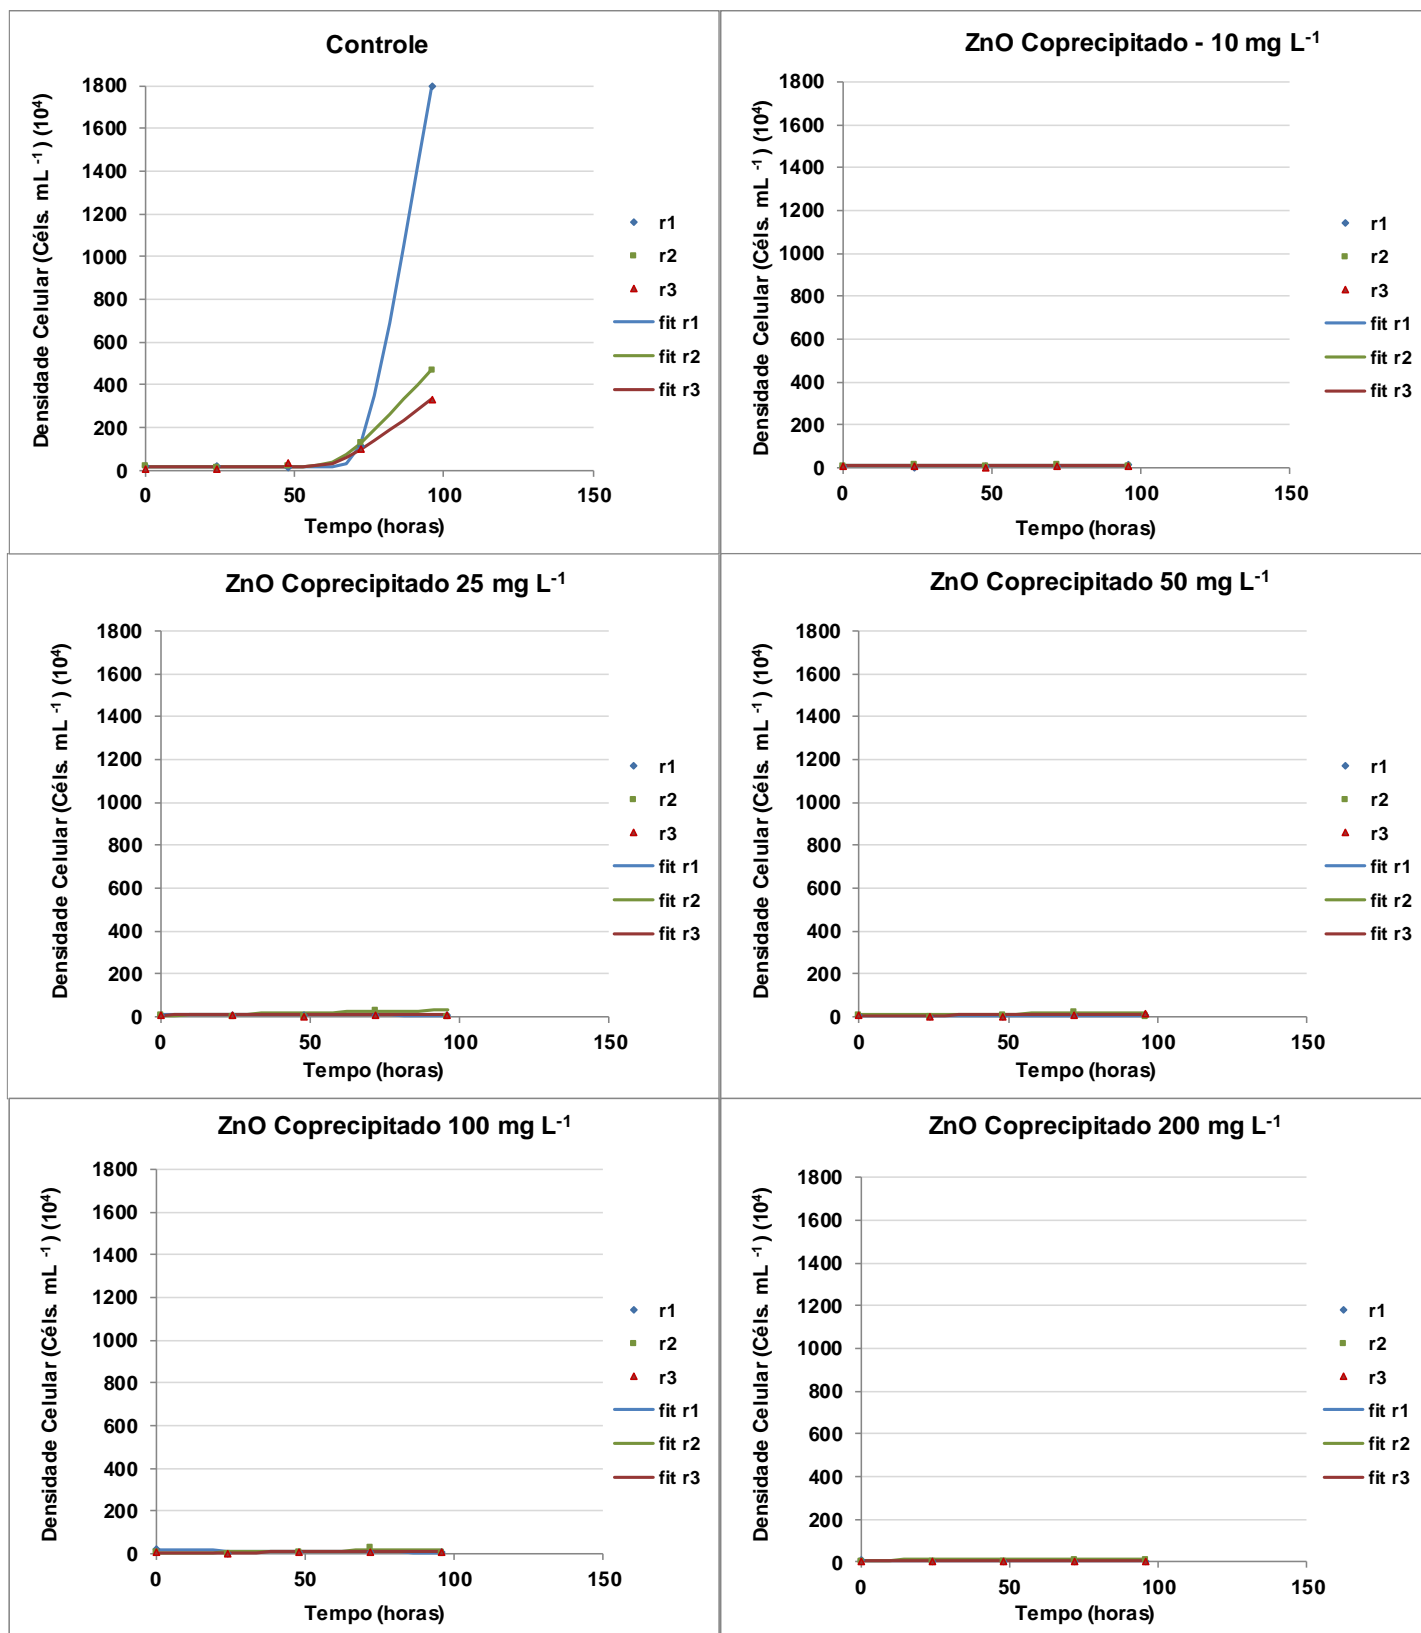 Controle
Densidade Celular (Céls. mL ⁻¹) (10⁴)
1800
1600
1400
1200
1000
800
600
400
200
0
0 50 100 150
Tempo (horas)
r1
r2
r3
fit r1
fit r2
fit r3
ZnO Coprecipitado - 10 mg L⁻¹
Densidade Celular (Céls. mL ⁻¹) (10⁴)
1800
1600
1400
1200
1000
800
600
400
200
0
0 50 100 150
Tempo (horas)
r1
r2
r3
fit r1
fit r2
fit r3
ZnO Coprecipitado 25 mg L⁻¹
Densidade Celular (Céls. mL ⁻¹) (10⁴)
1800
1600
1400
1200
1000
800
600
400
200
0
0 50 100 150
Tempo (horas)
r1
r2
r3
fit r1
fit r2
fit r3
ZnO Coprecipitado 50 mg L⁻¹
Densidade Celular (Céls. mL ⁻¹) (10⁴)
1800
1600
1400
1200
1000
800
600
400
200
0
0 50 100 150
Tempo (horas)
r1
r2
r3
fit r1
fit r2
fit r3
ZnO Coprecipitado 100 mg L⁻¹
Densidade Celular (Céls. mL ⁻¹) (10⁴)
1800
1600
1400
1200
1000
800
600
400
200
0
0 50 100 150
Tempo (horas)
r1
r2
r3
fit r1
fit r2
fit r3
ZnO Coprecipitado 200 mg L⁻¹
Densidade Celular (Céls. mL ⁻¹) (10⁴)
1800
1600
1400
1200
1000
800
600
400
200
0
0 50 100 150
Tempo (horas)
r1
r2
r3
fit r1
fit r2
fit r3